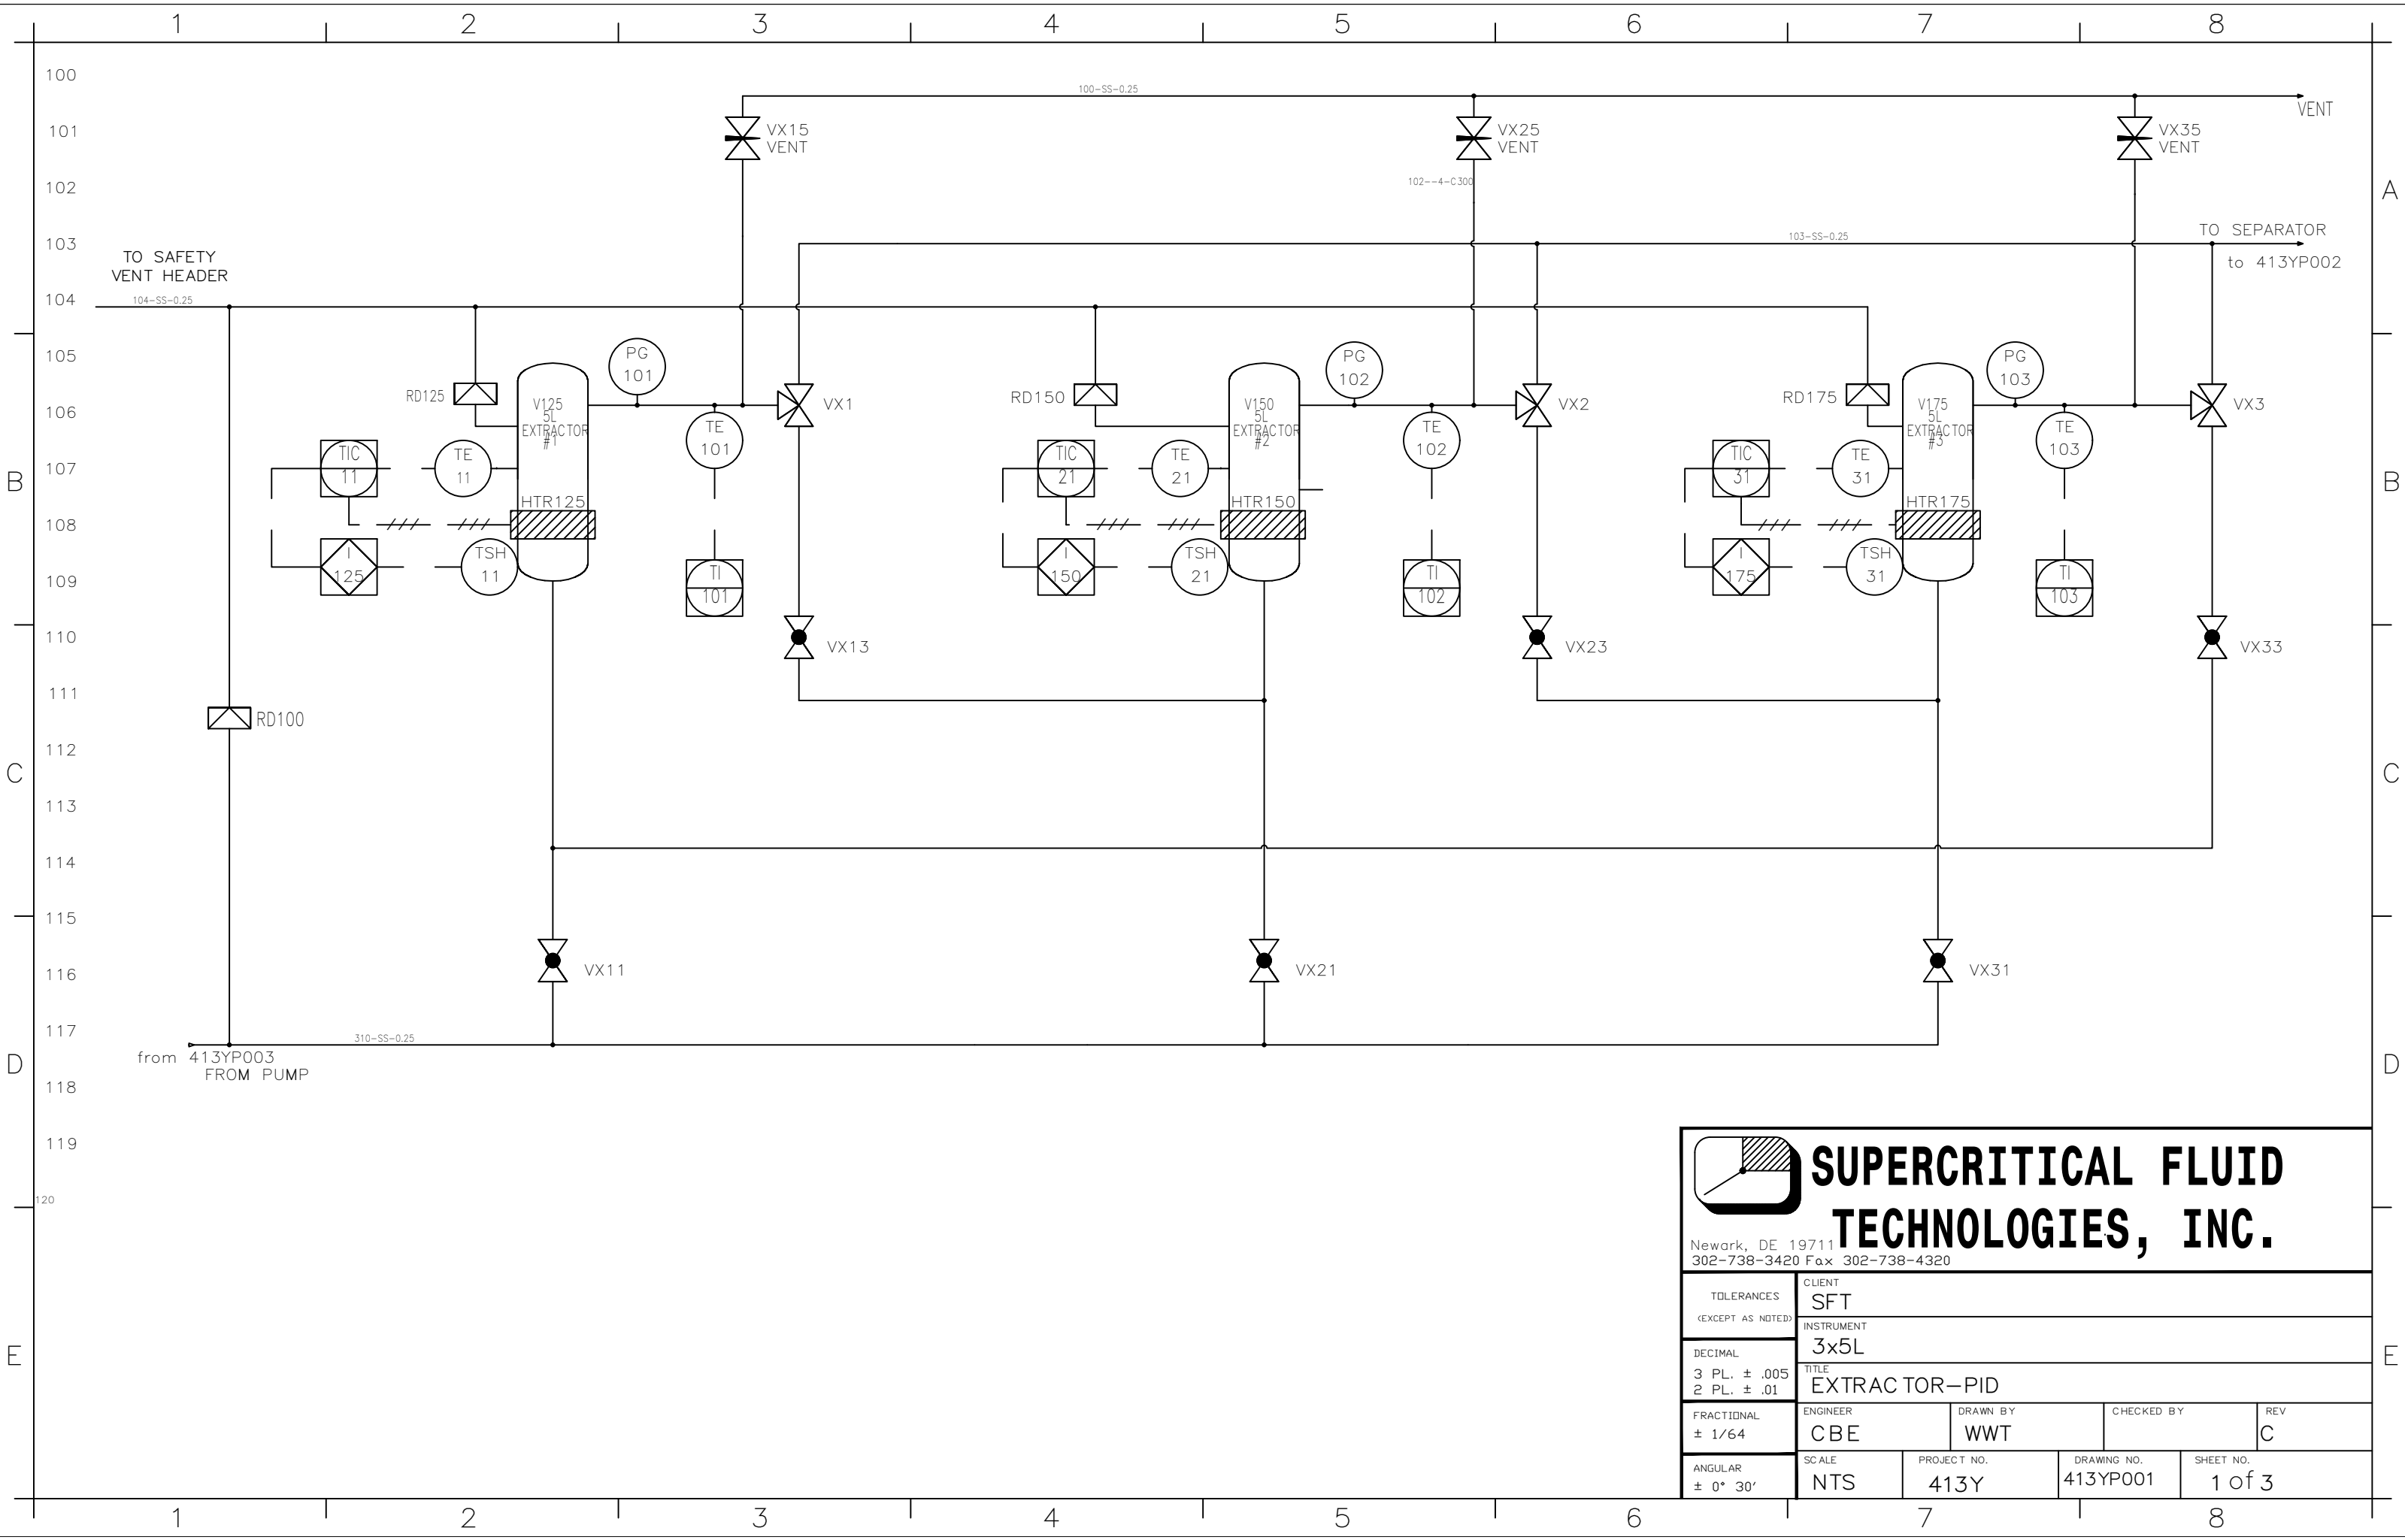 1 2 3 4 5 6 7 8
100
100-SS-0.25
VENT
101
VX15
VENT
VX25
VENT
VX35
VENT
102
102--4-C300
A A
103
103-SS-0.25
TO SEPARATOR
to 413YP002
TO SAFETY
VENT HEADER
104
104-SS-0.25
105
PG
101
PG
102
PG
103
106
RD125
V125
5L
EXTRACTOR
#1
VX1
RD150
V150
5L
EXTRACTOR
#2
VX2
RD175
V175
5L
EXTRACTOR
#3
VX3
TE
101
TE
102
TE
103
107
TIC
11
TE
11
TIC
21
TE
21
TIC
31
TE
31
B B
HTR125
HTR150
HTR175
108
109
I
125
TSH
11
TI
101
I
150
TSH
21
TI
102
I
175
TSH
31
TI
103
110
VX13
VX23
VX33
111
RD100
112
C C
113
114
115
116
VX11
VX21
VX31
117
310-SS-0.25
from 413YP003
FROM PUMP
D D
118
119
120
SUPERCRITICAL FLUID
TECHNOLOGIES, INC.
Newark, DE 19711
302-738-3420 Fax 302-738-4320
TOLERANCES
(EXCEPT AS NOTED)
CLIENT
SFT
INSTRUMENT
3x5L
E E
DECIMAL
3 PL. ± .005
2 PL. ± .01
TITLE
EXTRACTOR-PID
FRACTIONAL
± 1/64
ENGINEER
CBE
DRAWN BY
WWT
CHECKED BY
REV
C
ANGULAR
± 0° 30'
SCALE
NTS
PROJECT NO.
413Y
DRAWING NO.
413YP001
SHEET NO.
1 of 3
1 2 3 4 5 6 7 8